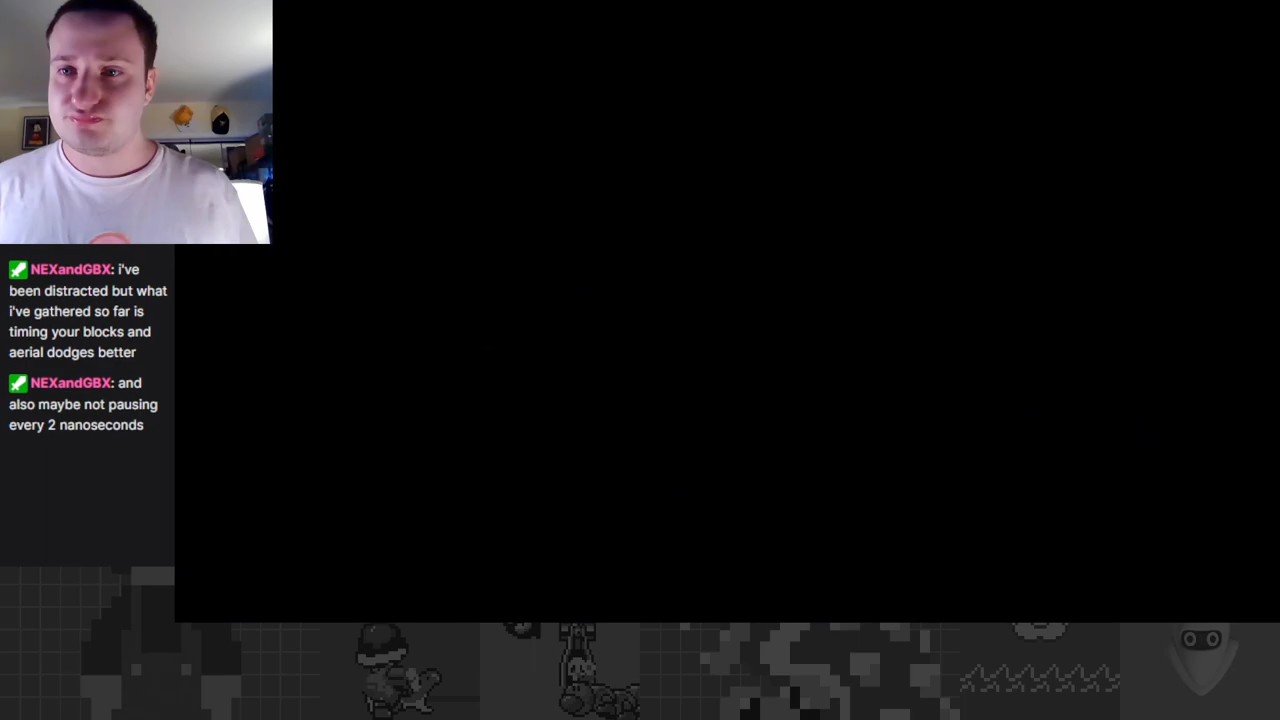 NEXandGBX: i've
been distracted but what
i've gathered so far is
timing your blocks and
aerial dodges better
NEXandGBX: and
also maybe not pausing
every 2 nanoseconds